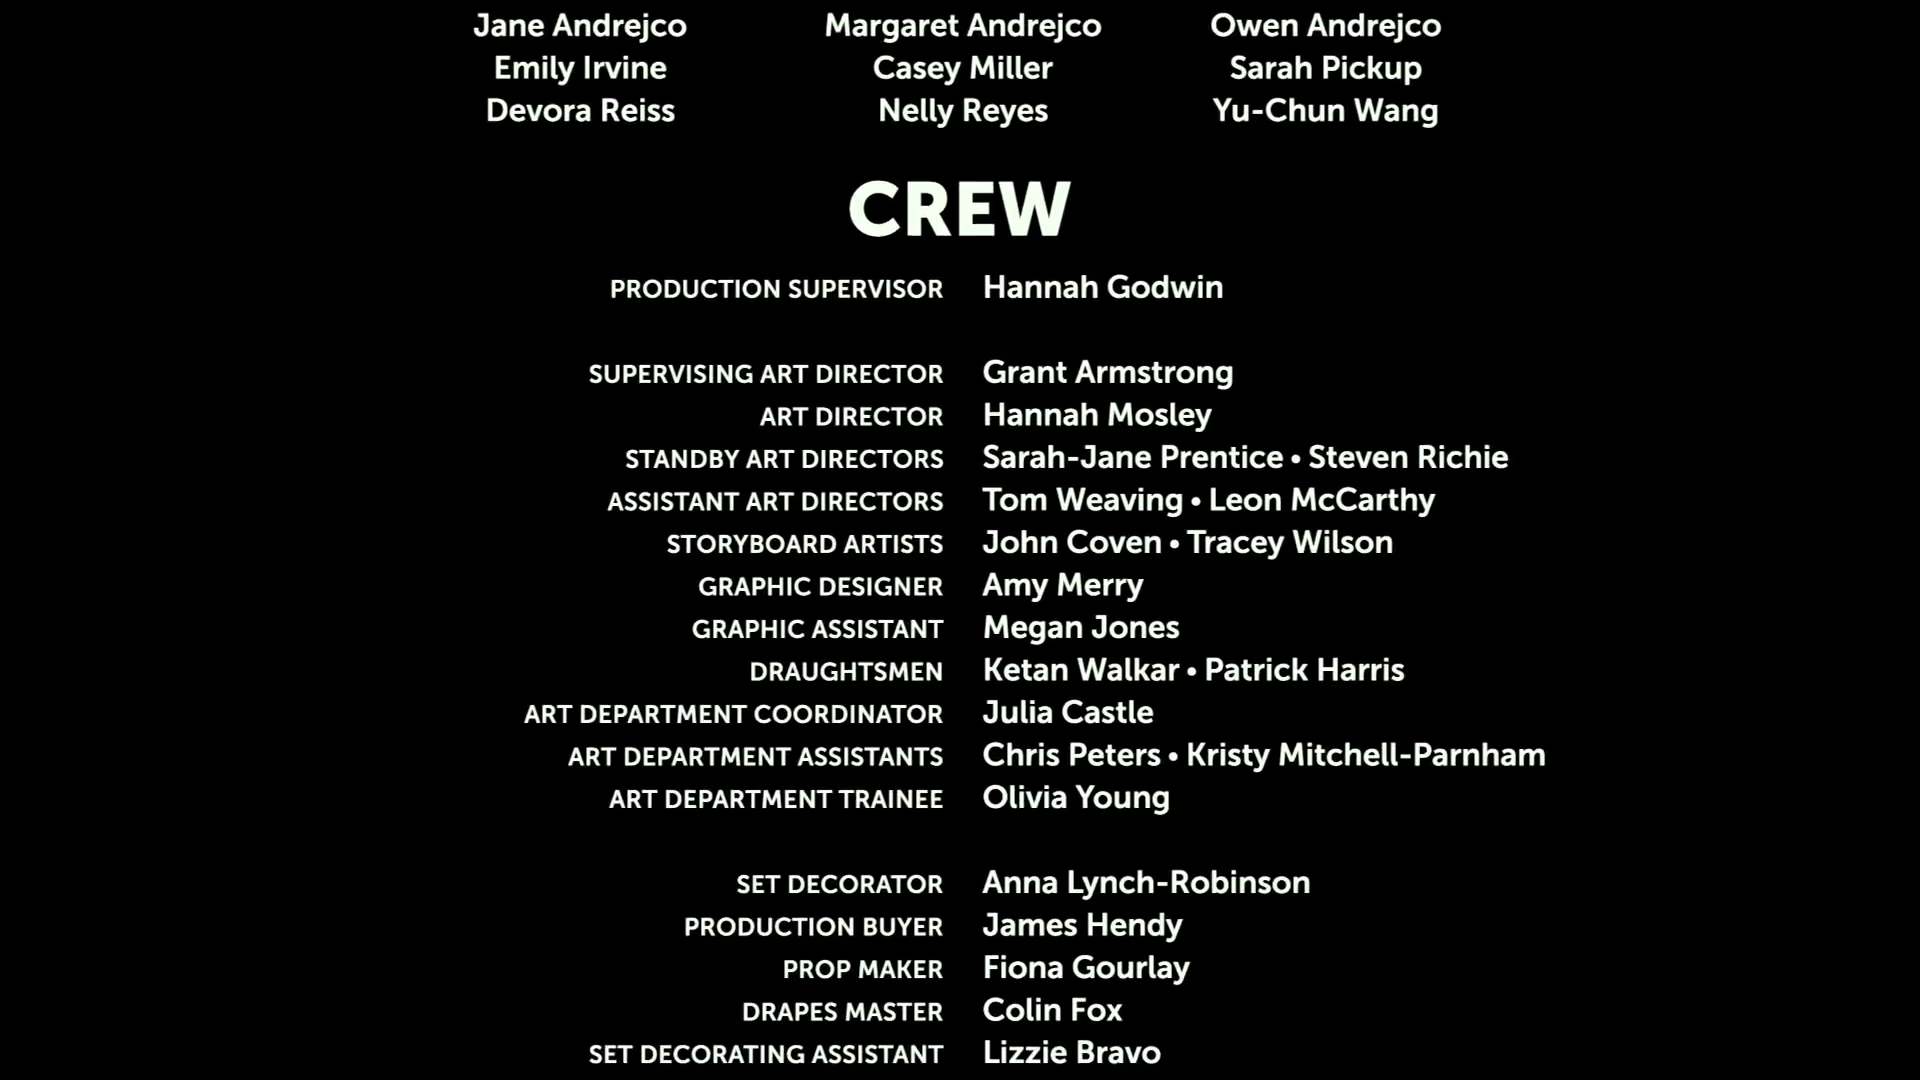 Jane Andrejco Margaret Andrejco Owen Andrejco
Emily Irvine Casey Miller Sarah Pickup
Devora Reiss Nelly Reyes Yu-Chun Wang
CREW
PRODUCTION SUPERVISOR Hannah Godwin
SUPERVISING ART DIRECTOR Grant Armstrong
ART DIRECTOR Hannah Mosley
STANDBY ART DIRECTORS Sarah-Jane Prentice • Steven Richie
ASSISTANT ART DIRECTORS Tom Weaving • Leon McCarthy
STORYBOARD ARTISTS John Coven • Tracey Wilson
GRAPHIC DESIGNER Amy Merry
GRAPHIC ASSISTANT Megan Jones
DRAUGHTSMEN Ketan Walkar • Patrick Harris
ART DEPARTMENT COORDINATOR Julia Castle
ART DEPARTMENT ASSISTANTS Chris Peters • Kristy Mitchell-Parnham
ART DEPARTMENT TRAINEE Olivia Young
SET DECORATOR Anna Lynch-Robinson
PRODUCTION BUYER James Hendy
PROP MAKER Fiona Gourlay
DRAPES MASTER Colin Fox
SET DECORATING ASSISTANT Lizzie Bravo